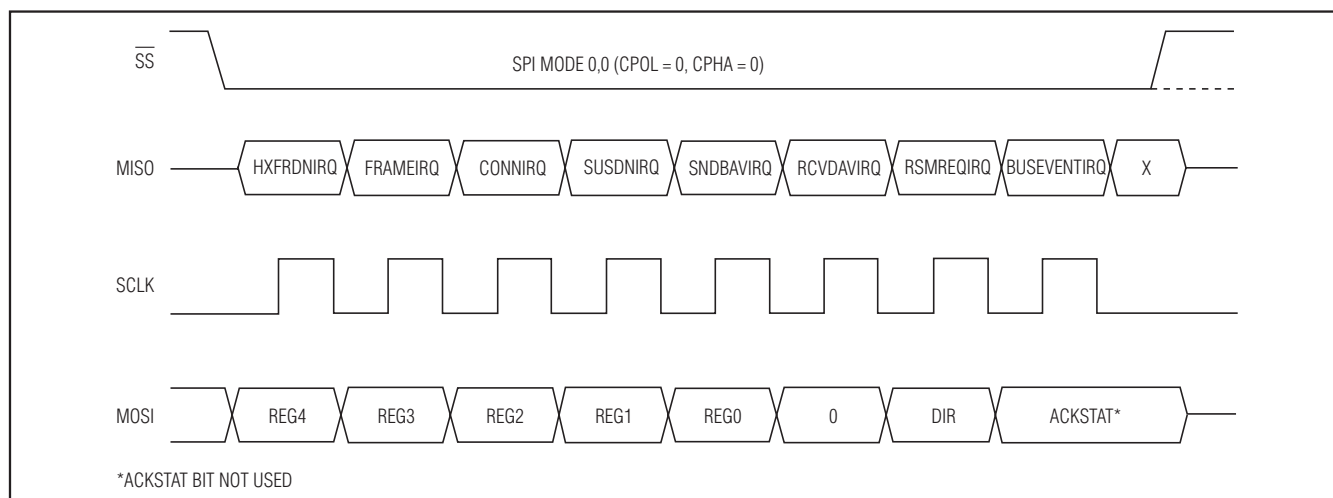 SS
SPI MODE 0,0 (CPOL = 0, CPHA = 0)
MISO HXFRDNIRQ FRAMEIRQ CONNIRQ SUSDNIRQ SNDBAVIRQ RCVDAVIRQ RSMREQIRQ BUSEVENTIRQ X
SCLK
MOSI REG4 REG3 REG2 REG1 REG0 0 DIR ACKSTAT*
*ACKSTAT BIT NOT USED